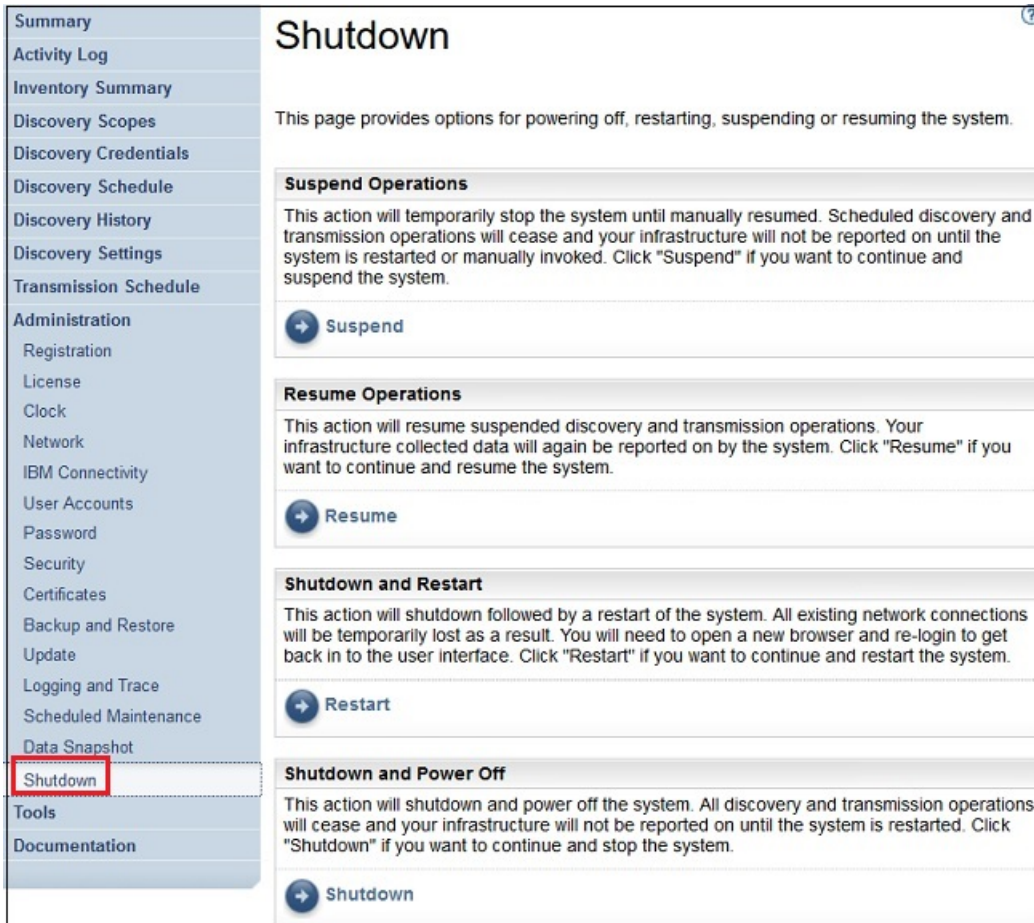 Summary
Activity Log
Inventory Summary
Discovery Scopes
Discovery Credentials
Discovery Schedule
Discovery History
Discovery Settings
Transmission Schedule
Administration
Registration
License
Clock
Network
IBM Connectivity
User Accounts
Password
Security
Certificates
Backup and Restore
Update
Logging and Trace
Scheduled Maintenance
Data Snapshot
Shutdown
Tools
Documentation
?
Shutdown
This page provides options for powering off, restarting, suspending or resuming the system.
Suspend Operations
This action will temporarily stop the system until manually resumed. Scheduled discovery and
transmission operations will cease and your infrastructure will not be reported on until the
system is restarted or manually invoked. Click "Suspend" if you want to continue and
suspend the system.
Suspend
Resume Operations
This action will resume suspended discovery and transmission operations. Your
infrastructure collected data will again be reported on by the system. Click "Resume" if you
want to continue and resume the system.
Resume
Shutdown and Restart
This action will shutdown followed by a restart of the system. All existing network connections
will be temporarily lost as a result. You will need to open a new browser and re-login to get
back in to the user interface. Click "Restart" if you want to continue and restart the system.
Restart
Shutdown and Power Off
This action will shutdown and power off the system. All discovery and transmission operations
will cease and your infrastructure will not be reported on until the system is restarted. Click
"Shutdown" if you want to continue and stop the system.
Shutdown